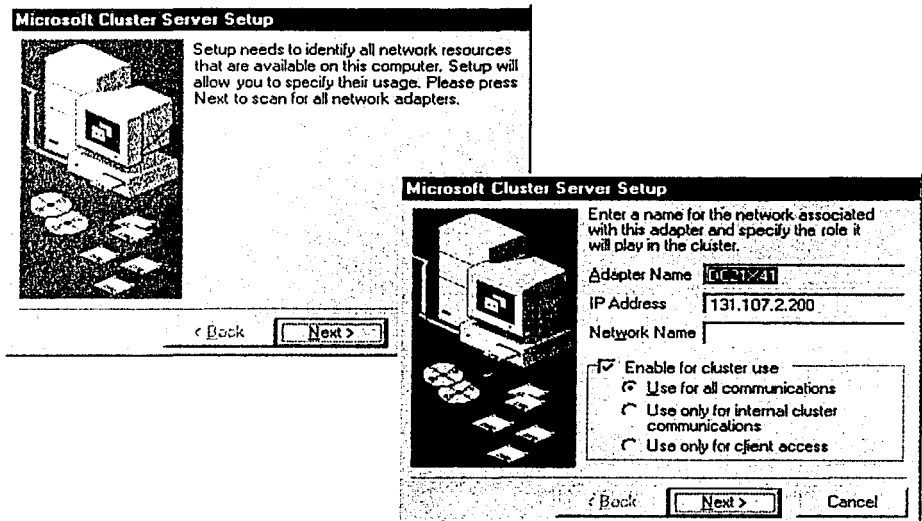 Microsoft Cluster Server Setup
Setup needs to identify all network resources
that are available on this computer. Setup will
allow you to specify their usage. Please press
Next to scan for all network adapters.
< Back Next >
Microsoft Cluster Server Setup
Enter a name for the network associated
with this adapter and specify the role it
will play in the cluster.
Adapter Name DC21X41
IP Address 131.107.2.200
Network Name
Enable for cluster use
Use for all communications
Use only for internal cluster
communications
Use only for client access
< Back Next > Cancel